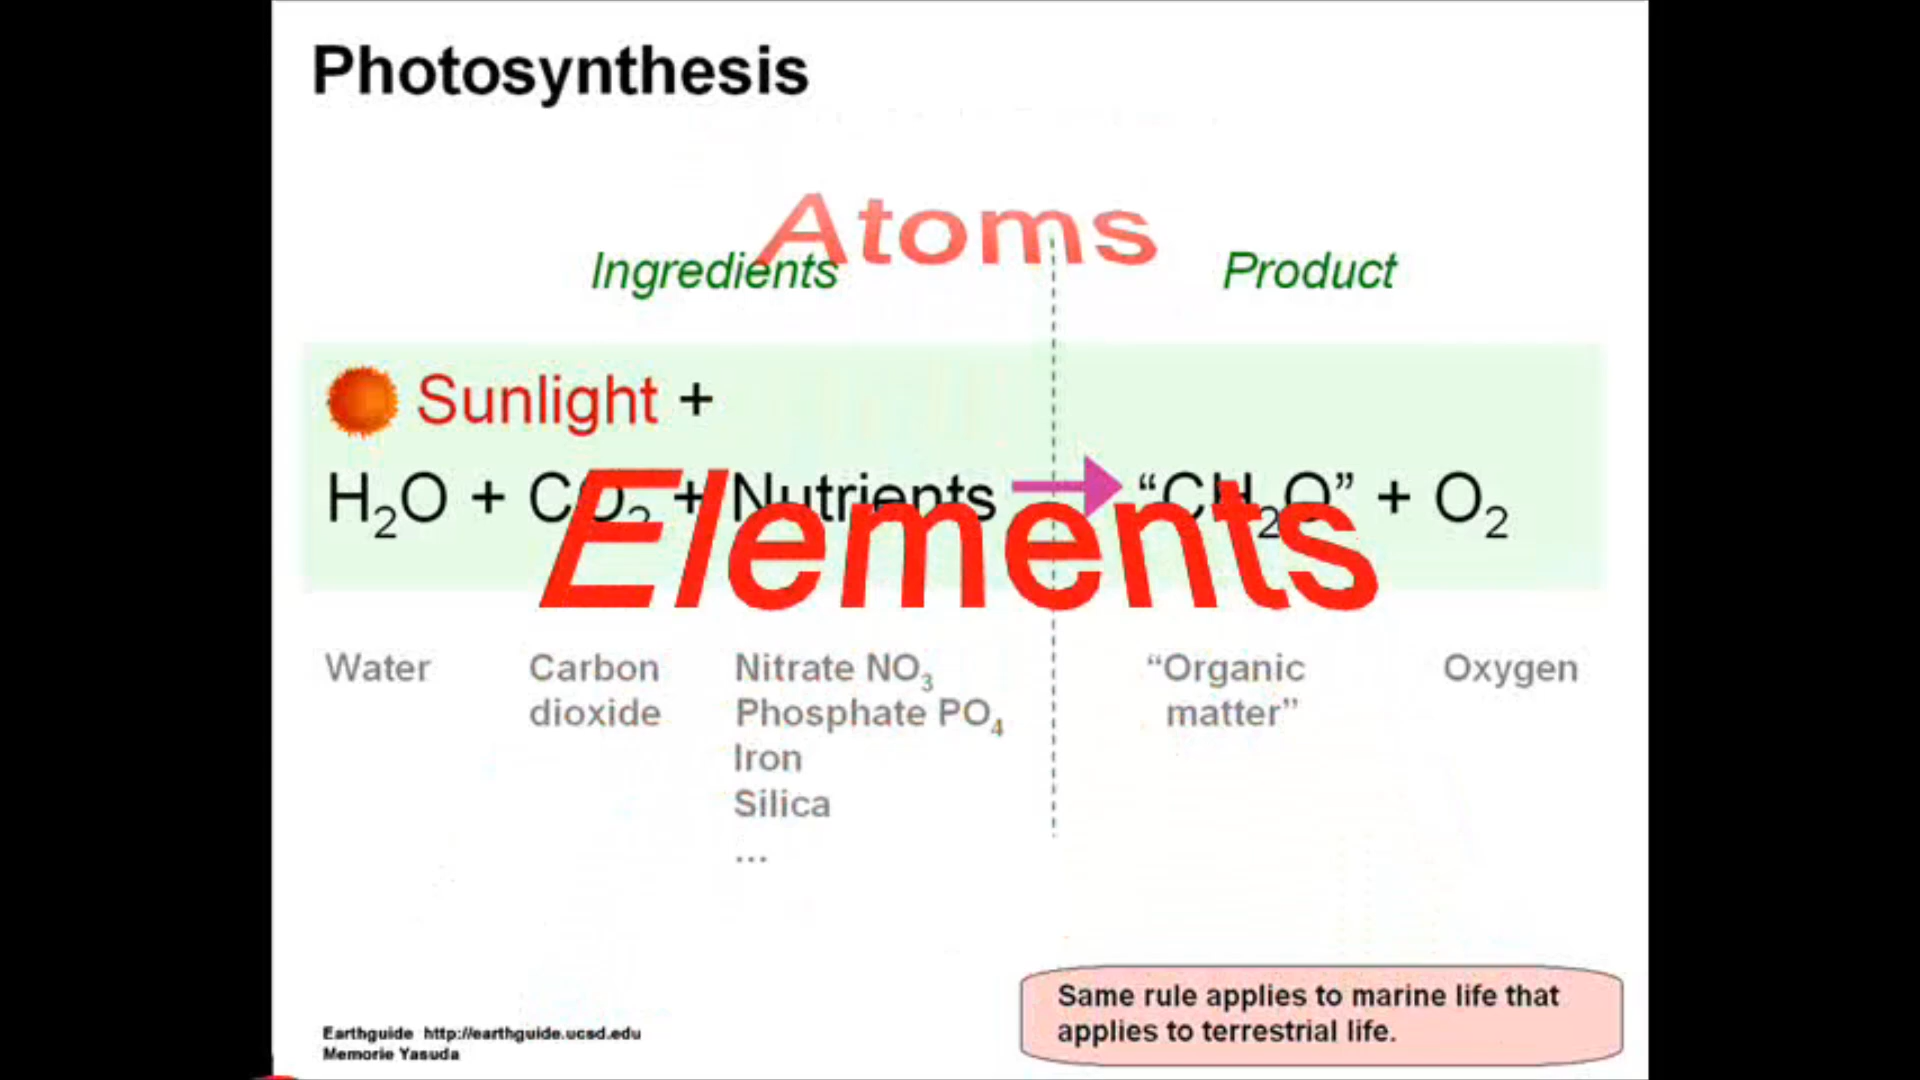 Photosynthesis
Atoms
Ingredients
Product
Sunlight +
H₂O + CO₂ + Nutrients → “CH₂O” + O₂
Elements
Water
Carbon
dioxide
Nitrate NO₃
Phosphate PO₄
Iron
Silica
...
“Organic
matter”
Oxygen
Same rule applies to marine life that
applies to terrestrial life.
Earthguide http://earthguide.ucsd.edu
Memorie Yasuda